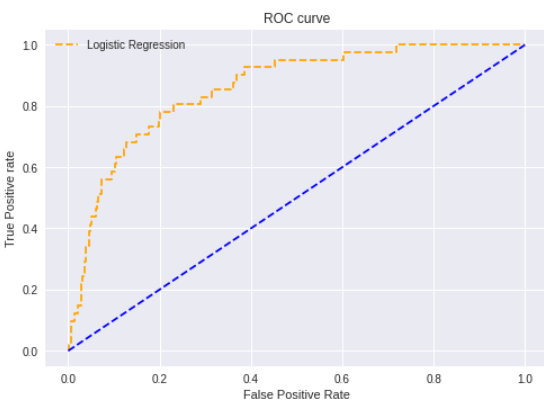 ROC curve
Logistic Regression
True Positive rate
1.0
0.8
0.6
0.4
0.2
0.0
0.0 0.2 0.4 0.6 0.8 1.0
False Positive Rate